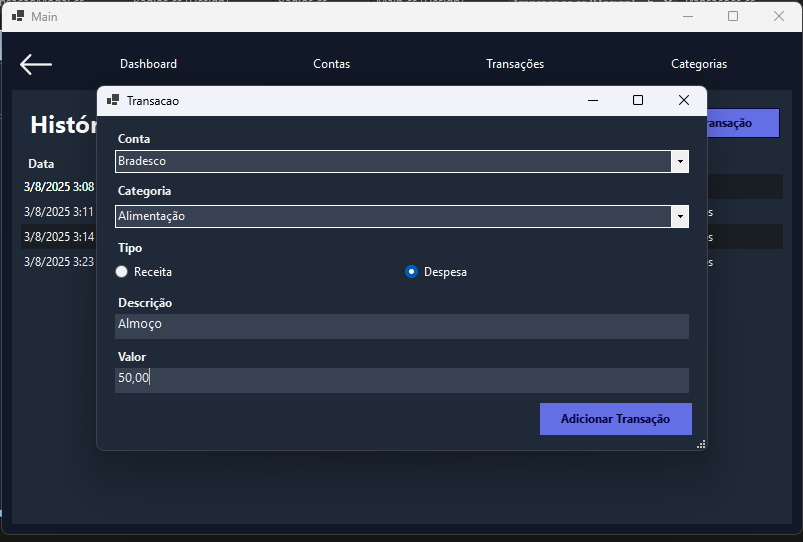 Main
Dashboard Contas Transações Categorias
Transacao
Conta
Bradesco
Categoria
Alimentação
Tipo
Receita Despesa
Descrição
Almoço
Valor
50,00
Adicionar Transação
Histór
Data
3/8/2025 3:08
3/8/2025 3:11
3/8/2025 3:14
3/8/2025 3:23